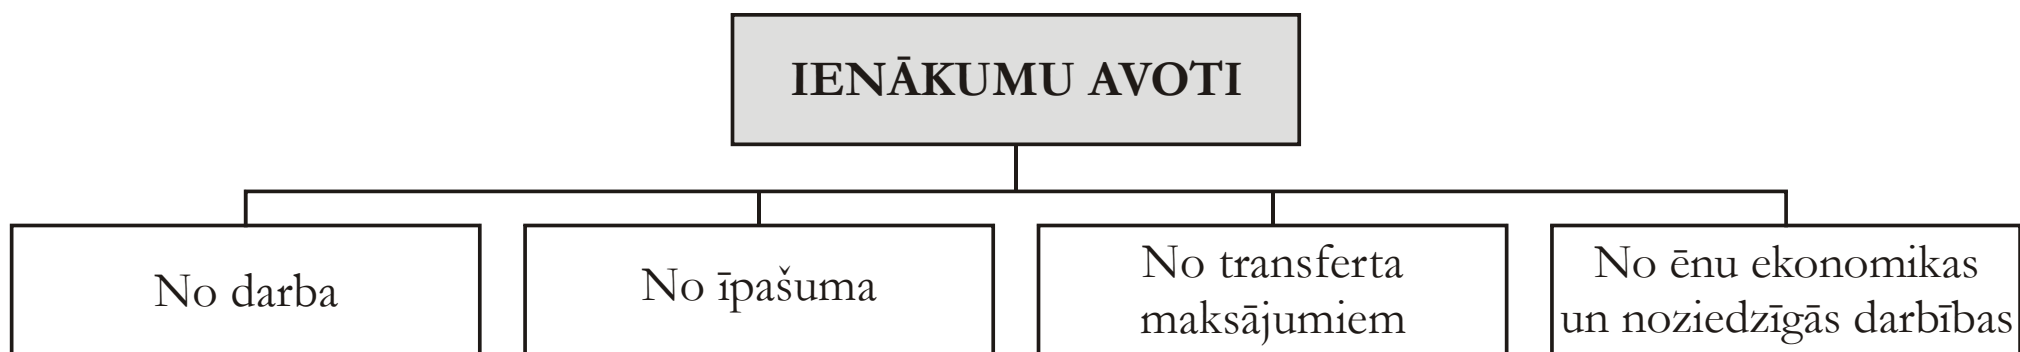 IENĀKUMU AVOTI
No darba
No īpašuma
No transferta
maksājumiem
No ēnu ekonomikas
un noziedzīgās darbības